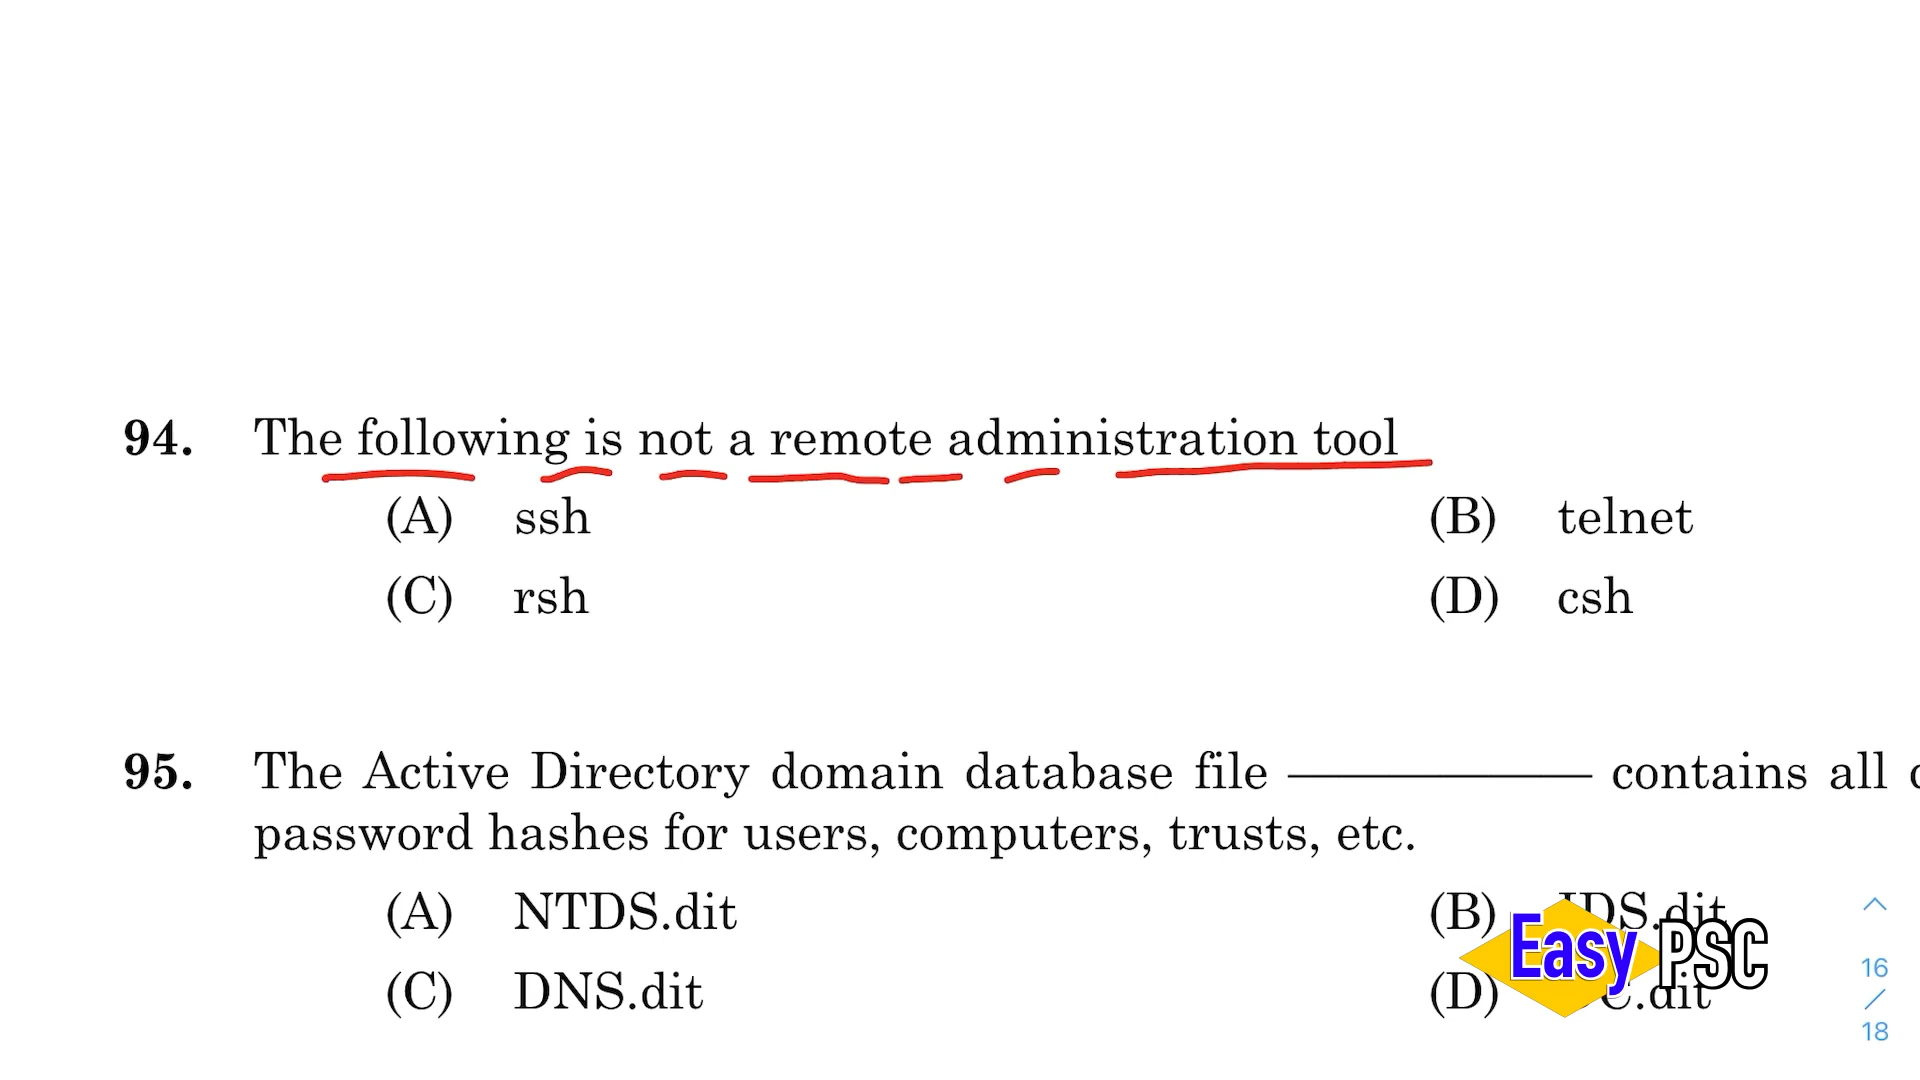 94. The following is not a remote administration tool
(A) ssh (B) telnet
(C) rsh (D) csh
95. The Active Directory domain database file ———— contains all
password hashes for users, computers, trusts, etc.
(A) NTDS.dit (B)
(C) DNS.dit (D)
Easy PSC
16
/
18